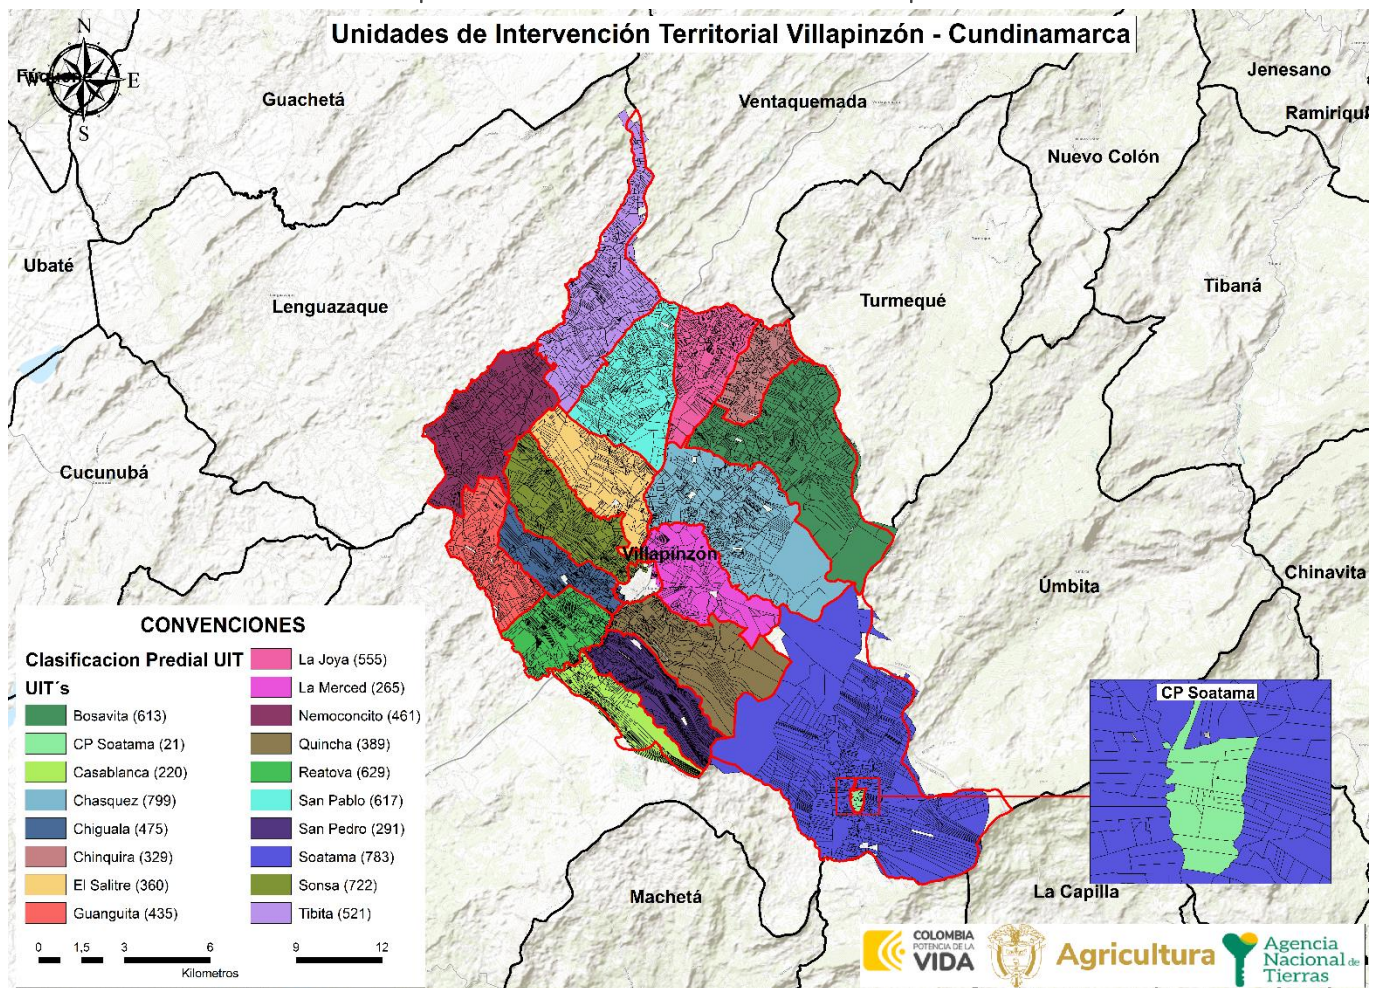 Unidades de Intervención Territorial Villapinzón - Cundinamarca
N
W
E
S
Guachetá
Ventaquemada
Jenesano
Nuevo Colón
Ubaté
Lenguazaque
Turmequé
Tibaná
Cucunubá
Villapinzón
Úmbita
Chinavita
Machetá
La Capilla
CP Soatama
CONVENCIONES
Clasificacion Predial UIT
UIT´s
Bosavita (613)
CP Soatama (21)
Casablanca (220)
Chasquez (799)
Chiguala (475)
Chinquira (329)
El Salitre (360)
Guanguita (435)
La Joya (555)
La Merced (265)
Nemoconcito (461)
Quincha (389)
Reatova (629)
San Pablo (617)
San Pedro (291)
Soatama (783)
Sonsa (722)
Tibita (521)
0 1,5 3 6 9 12
Kilometros
COLOMBIA
POTENCIA DE LA
VIDA
Agricultura
Agencia
Nacional de
Tierras